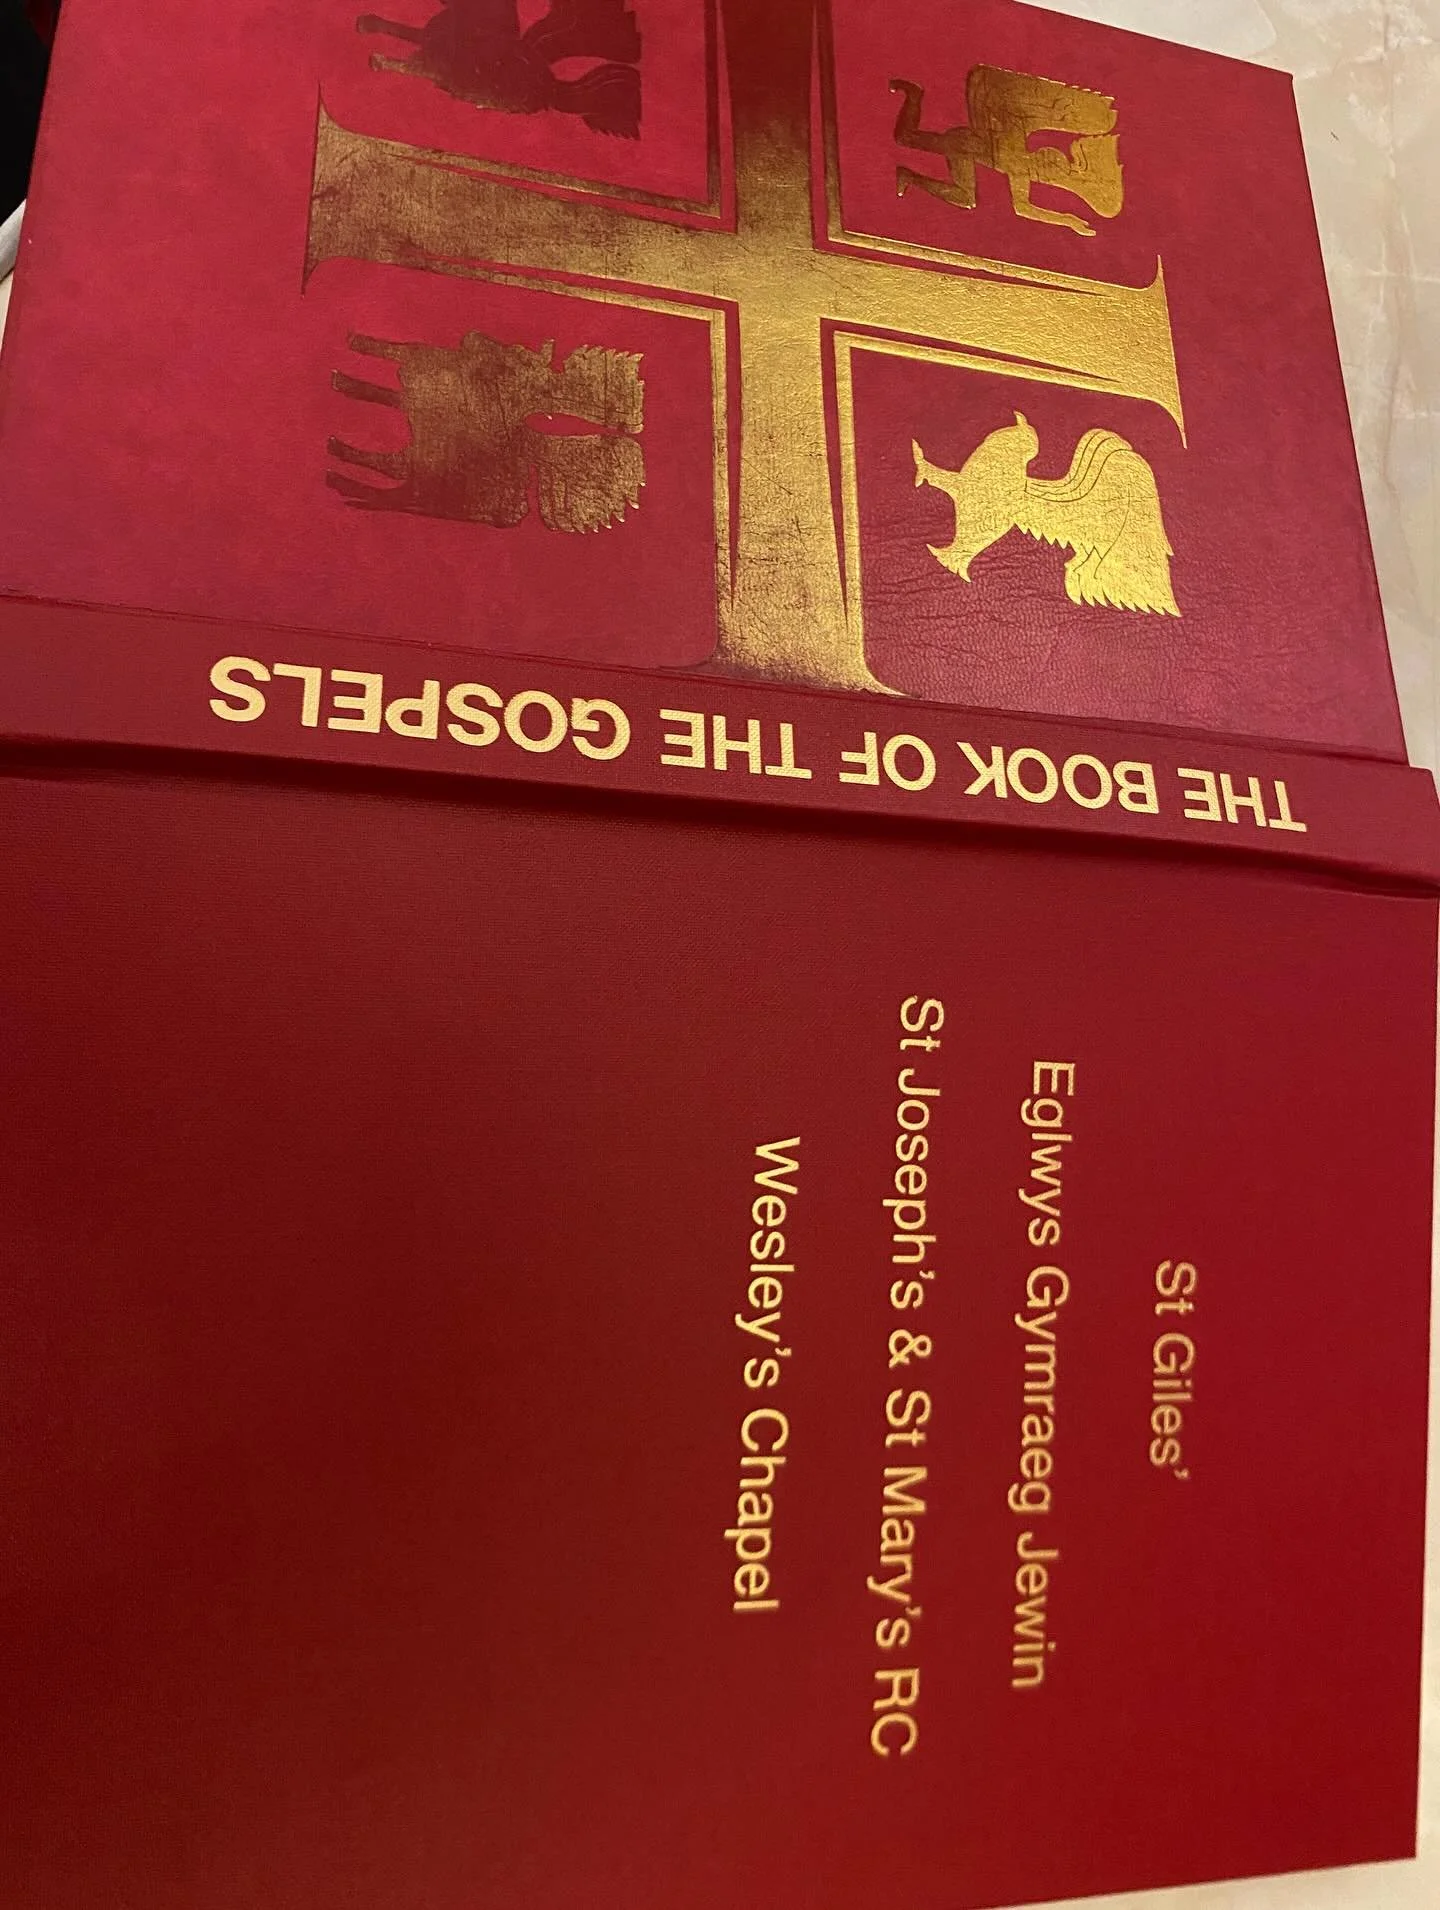 THE BOOK OF THE GOSPELS
St Giles’
Eglwys Gymraeg Jewin
St Joseph’s & St Mary’s RC
Wesley’s Chapel